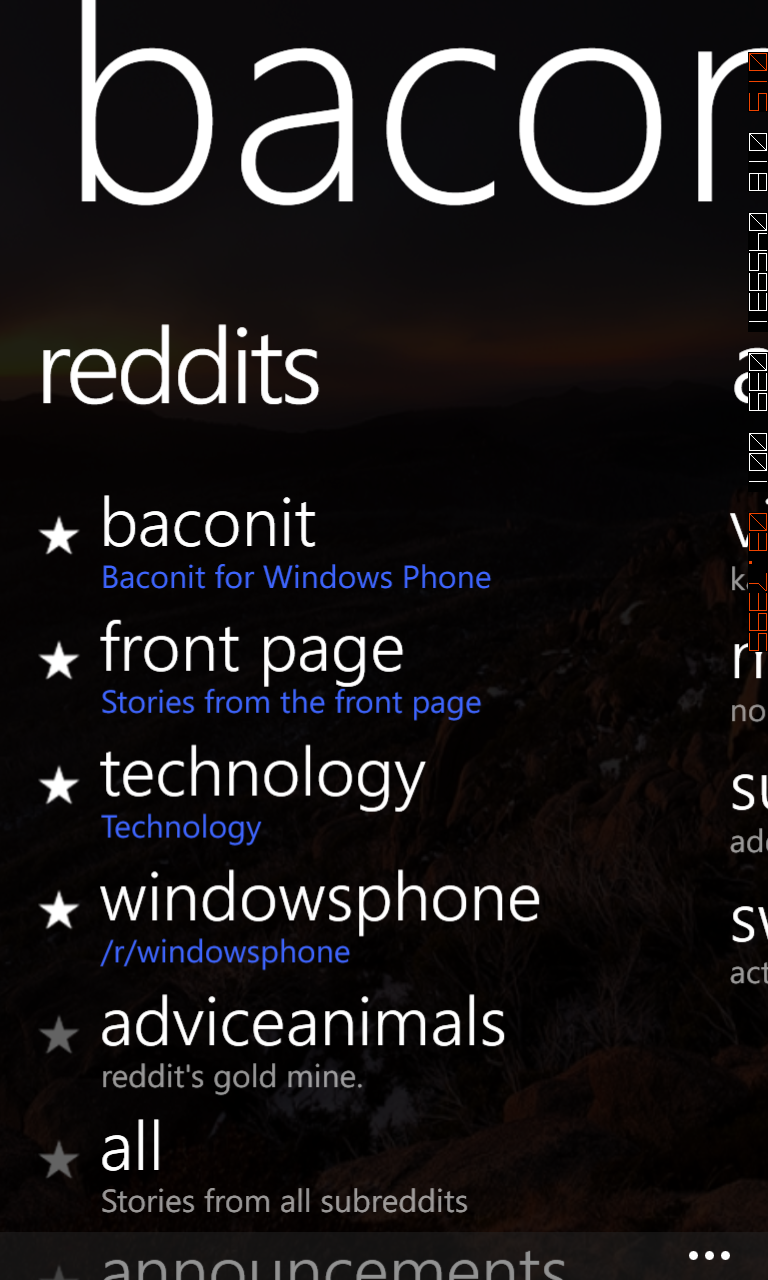 bacon
reddits
baconit
Baconit for Windows Phone
front page
Stories from the front page
technology
Technology
windowsphone
/r/windowsphone
adviceanimals
reddit's gold mine.
all
Stories from all subreddits
announcements